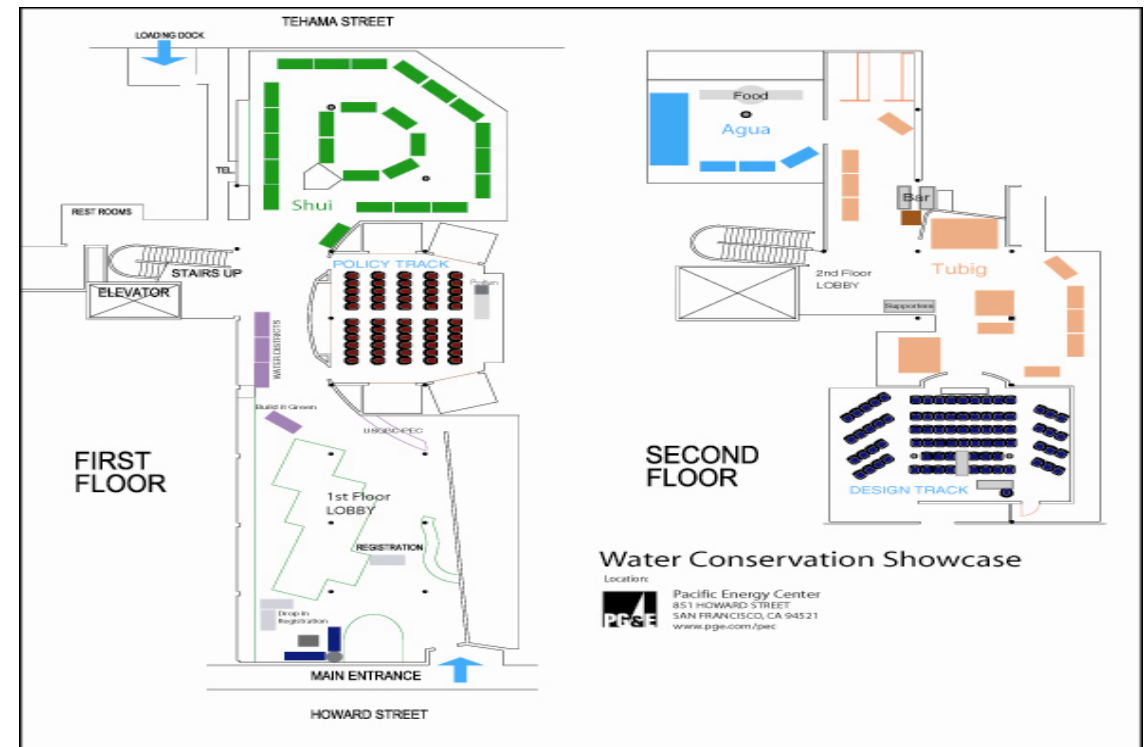 TEHAMA STREET
LOADING DOCK
Food
Agua
TEL.
Shui
Bar
REST ROOMS
POLICY TRACK
STAIRS UP
ELEVATOR
Podium
2nd Floor
LOBBY
Tubig
Supporters
WATER DISTRICTS
Build It Green
USGBC-PEC
FIRST
FLOOR
SECOND
FLOOR
DESIGN TRACK
1st Floor
LOBBY
REGISTRATION
Water Conservation Showcase
Location:
PG&E
Pacific Energy Center
851 HOWARD STREET
SAN FRANCISCO, CA 94521
www.pge.com/pec
Drop in
Registration
MAIN ENTRANCE
HOWARD STREET